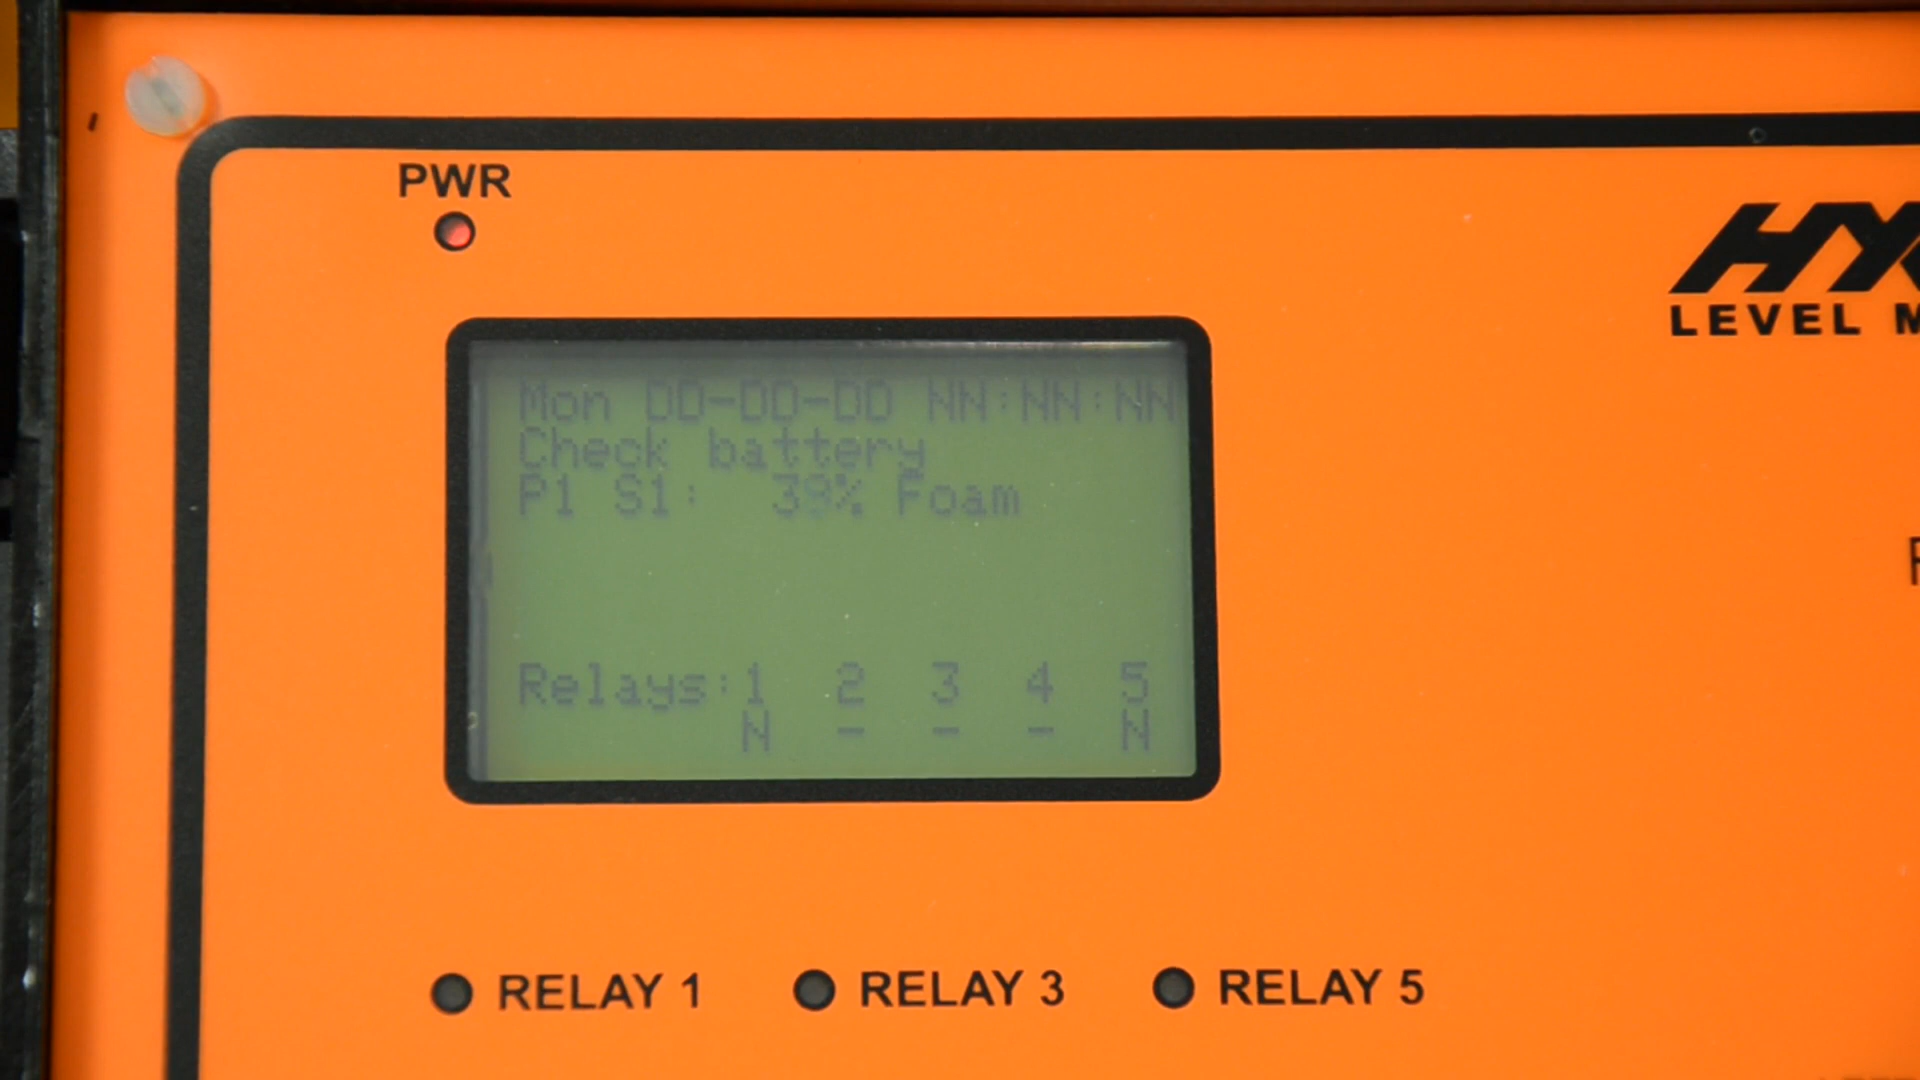 PWR
LEVEL
Mon DD-DD-DD NN:NN:NN
Check battery
P1 S1: 39% Foam
Relays:1 2 3 4 5
N - - - N
RELAY 1 RELAY 3 RELAY 5